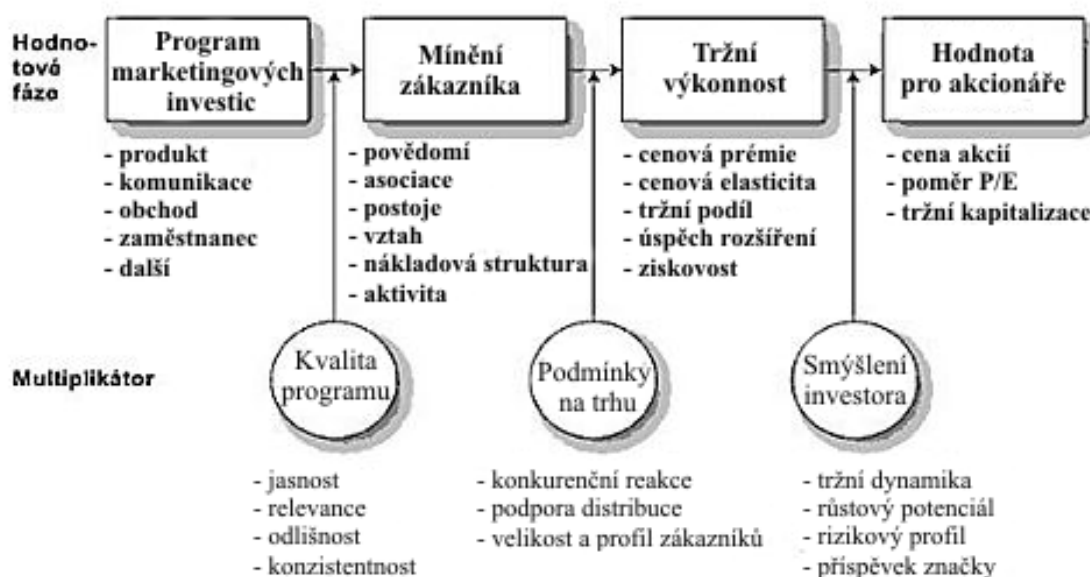 Hodno-
tová
fáze
Program
marketingových
investic
Mínění
zákazníka
Tržní
výkonnost
Hodnota
pro akcionáře
- produkt
- komunikace
- obchod
- zaměstnanec
- další
- povědomí
- asociace
- postoje
- vztah
- nákladová struktura
- aktivita
- cenová prémie
- cenová elasticita
- tržní podíl
- úspěch rozšíření
- ziskovost
- cena akcií
- poměr P/E
- tržní kapitalizace
Multiplikátor
Kvalita
programu
Podmínky
na trhu
Smýšlení
investora
- jasnost
- relevance
- odlišnost
- konzistentnost
- konkurenční reakce
- podpora distribuce
- velikost a profil zákazníků
- tržní dynamika
- růstový potenciál
- rizikový profil
- příspěvek značky